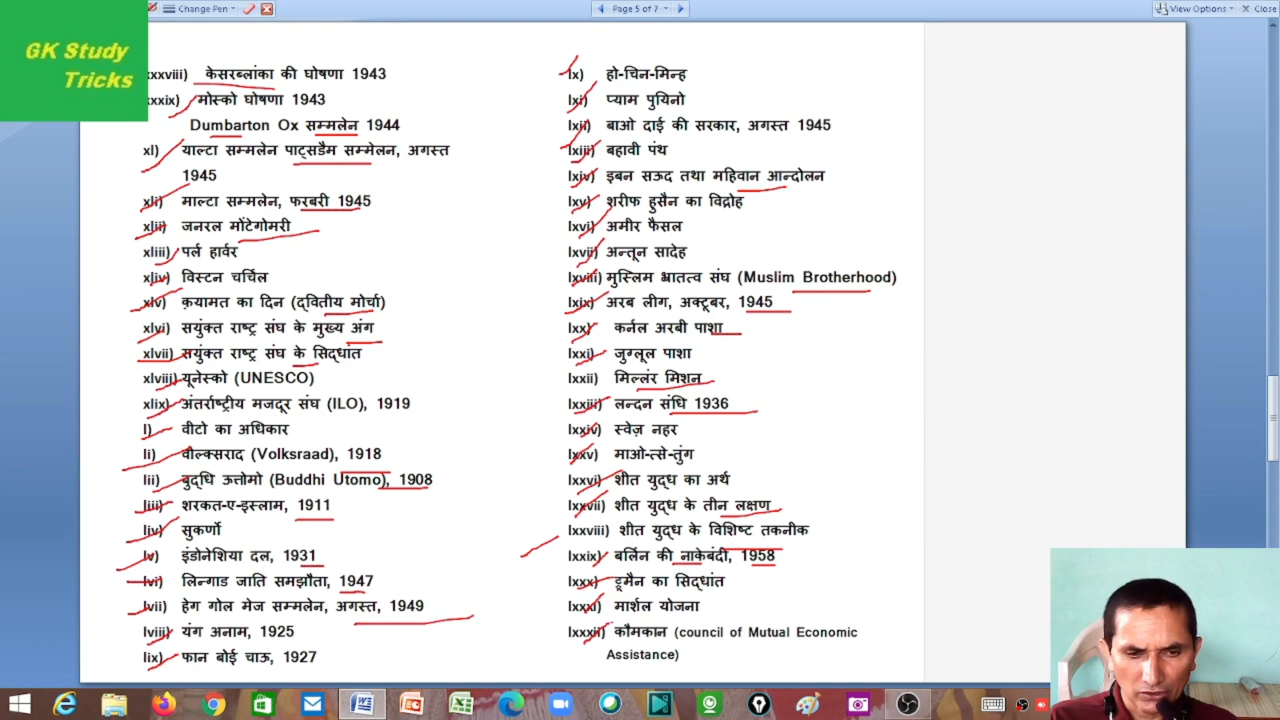 Change Pen
Page 5 of 7
View Options
Close
GK Study
Tricks
xxviii) केसरब्लांका की घोषणा 1943
xxix) मोस्को घोषणा 1943
Dumbarton Ox सम्मलेन 1944
xl) याल्टा सम्मलेन पाट्सडैम सम्मेलन, अगस्त
1945
xli) माल्टा सम्मलेन, फरबरी 1945
xlii) जनरल मोंटेगोमरी
xliii) पर्ल हार्वर
xliv) विस्टन चर्चिल
xlv) क़यामत का दिन (द्वितीय मोर्चा)
xlvi) सयुंक्त राष्ट्र संघ के मुख्य अंग
xlvii) सयुंक्त राष्ट्र संघ के सिद्धांत
xlviii) यूनेस्को (UNESCO)
xlix) अंतर्राष्ट्रीय मजदूर संघ (ILO), 1919
l) वीटो का अधिकार
li) वोल्क्सराद (Volksraad), 1918
lii) बुद्धि ऊत्तोमो (Buddhi Utomo), 1908
liii) शरकत-ए-इस्लाम, 1911
liv) सुकर्णो
lv) इंडोनेशिया दल, 1931
lvi) लिन्गाड जाति समझौता, 1947
lvii) हेग गोल मेज सम्मलेन, अगस्त, 1949
lviii) यंग अनाम, 1925
lix) फान बोई चाऊ, 1927
lx) हो-चिन-मिन्ह
lxi) प्याम पुयिनो
lxii) बाओ दाई की सरकार, अगस्त 1945
lxiii) बहावी पंथ
lxiv) इबन सऊद तथा महिवान आन्दोलन
lxv) शरीफ हुसैन का विद्रोह
lxvi) अमीर फैसल
lxvii) अन्तून सादेह
lxviii) मुस्लिम भ्रातत्व संघ (Muslim Brotherhood)
lxix) अरब लीग, अक्टूबर, 1945
lxx) कर्नल अरबी पाशा
lxxi) जुग्लूल पाशा
lxxii) मिल्लंर मिशन
lxxiii) लन्दन संधि 1936
lxxiv) स्वेज़ नहर
lxxv) माओ-त्से-तुंग
lxxvi) शीत युद्ध का अर्थ
lxxvii) शीत युद्ध के तीन लक्षण
lxxviii) शीत युद्ध के विशिष्ट तकनीक
lxxix) बर्लिन की नाकेबंदी, 1958
lxxx) ट्रूमैन का सिद्धांत
lxxxi) मार्शल योजना
lxxxii) कौमकान (council of Mutual Economic
Assistance)